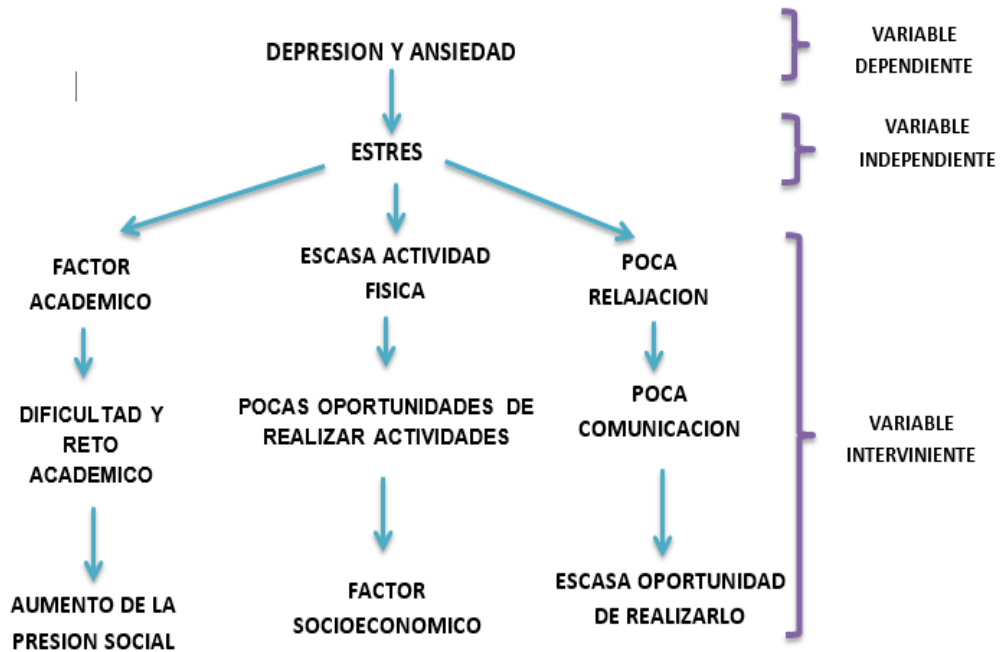 DEPRESION Y ANSIEDAD
VARIABLE
DEPENDIENTE
ESTRES
VARIABLE
INDEPENDIENTE
FACTOR
ACADEMICO
ESCASA ACTIVIDAD
FISICA
POCA
RELAJACION
DIFICULTAD Y
RETO
ACADEMICO
POCAS OPORTUNIDADES DE
REALIZAR ACTIVIDADES
POCA
COMUNICACION
VARIABLE
INTERVINIENTE
AUMENTO DE LA
PRESION SOCIAL
FACTOR
SOCIOECONOMICO
ESCASA OPORTUNIDAD
DE REALIZARLO